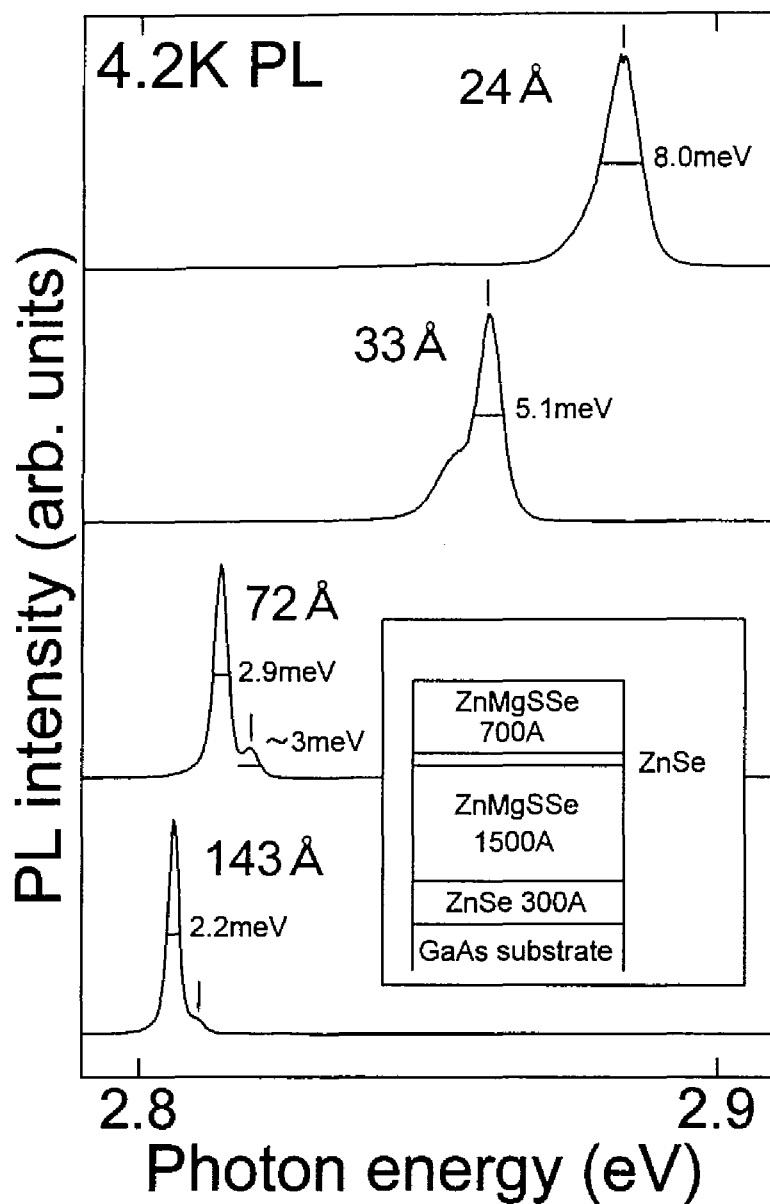 4.2K PL
24 Å
8.0meV
33 Å
5.1meV
72 Å
2.9meV
~3meV
143 Å
2.2meV
ZnMgSSe
700A
ZnSe
ZnMgSSe
1500A
ZnSe 300A
GaAs substrate
PL intensity (arb. units)
2.8
2.9
Photon energy (eV)